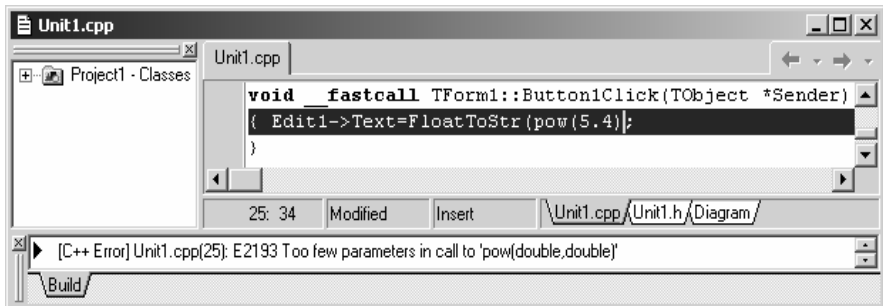 Unit1.cpp
Project1 - Classes
Unit1.cpp
void __fastcall TForm1::Button1Click(TObject *Sender)
{ Edit1->Text=FloatToStr(pow(5.4);
}
25: 34 Modified Insert Unit1.cpp Unit1.h Diagram
[C++ Error] Unit1.cpp(25): E2193 Too few parameters in call to 'pow(double,double)'
Build